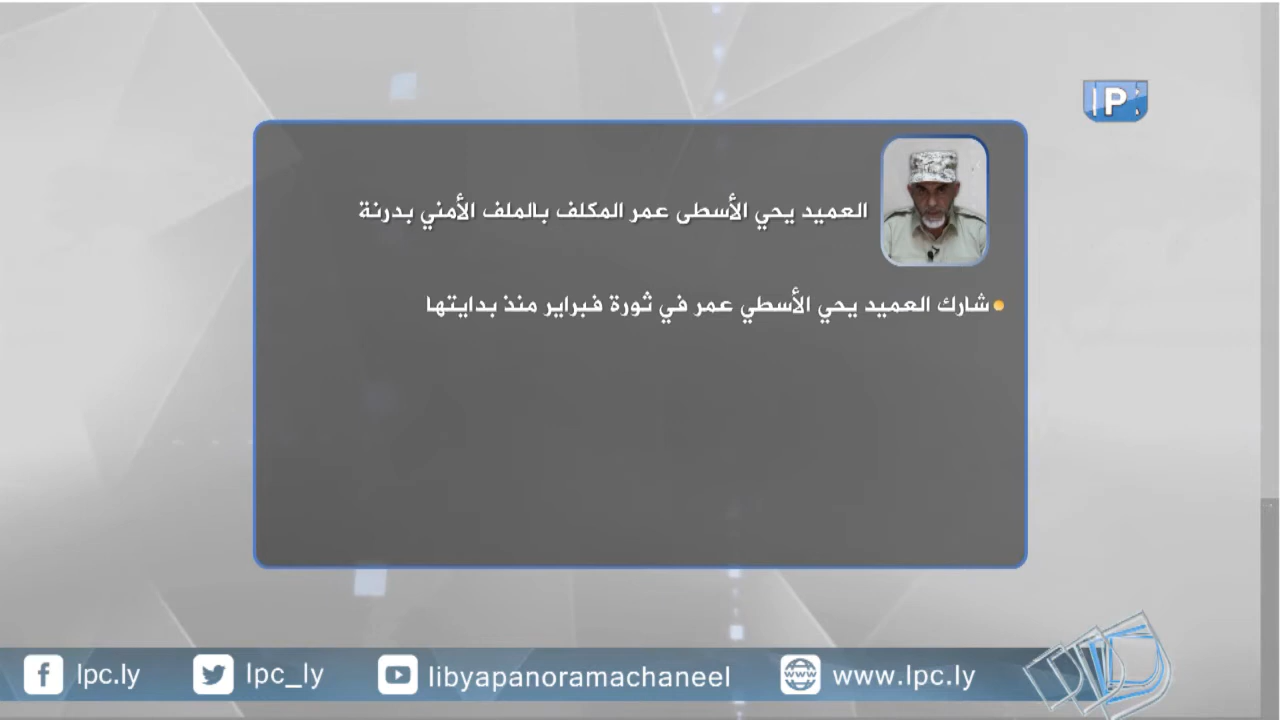 العميد يحي الأسطى عمر المكلف بالملف الأمني بدرنة
شارك العميد يحي الأسطي عمر في ثورة فبراير منذ بدايتها
lpc.ly
lpc_ly
libyapanoramachaneel
www.lpc.ly